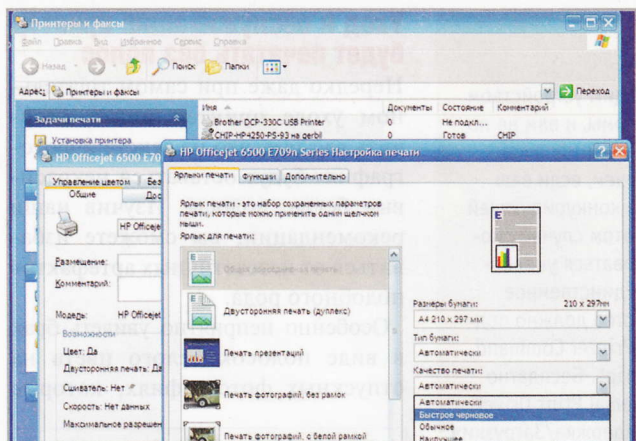 Принтеры и факсы
Файл Правка Вид Избранное Сервис Справка
Назад Поиск Папки
Адрес: Принтеры и факсы Переход
Имя Документы Состояние Комментарий
Brother DCP-330C USB Printer 0 Не подкл...
CHIP-HP4250-PS-93 на gerbil 0 Готов CHIP
Задачи печати
Установка принтера
HP Officejet 6500 E70
Управление цветом Без
Общие Дос
HP Officeje
Размещение:
Комментарий:
Модель: HP Officejet
Возможности
Цвет: Да
Двусторонняя печать: Да
Сшиватель: Нет
Скорость: Нет данных
Максимальное разрешен
HP Officejet 6500 E709n Series Настройка печати
Ярлыки печати Функции Дополнительно
Ярлык печати - это набор сохраненных параметров
печати, которые можно применить одним щелчком
мыши.
Ярлык для печати:
Двусторонняя печать (дуплекс)
Печать презентаций
Печать фотографий, без рамок
Печать фотографий, с белой рамкой
Размеры бумаги: 210 x 297мм
A4 210 x 297 мм
Тип бумаги:
Автоматически
Качество печати:
Автоматически
Автоматически
Быстрое черновое
Обычное
Наилучшее